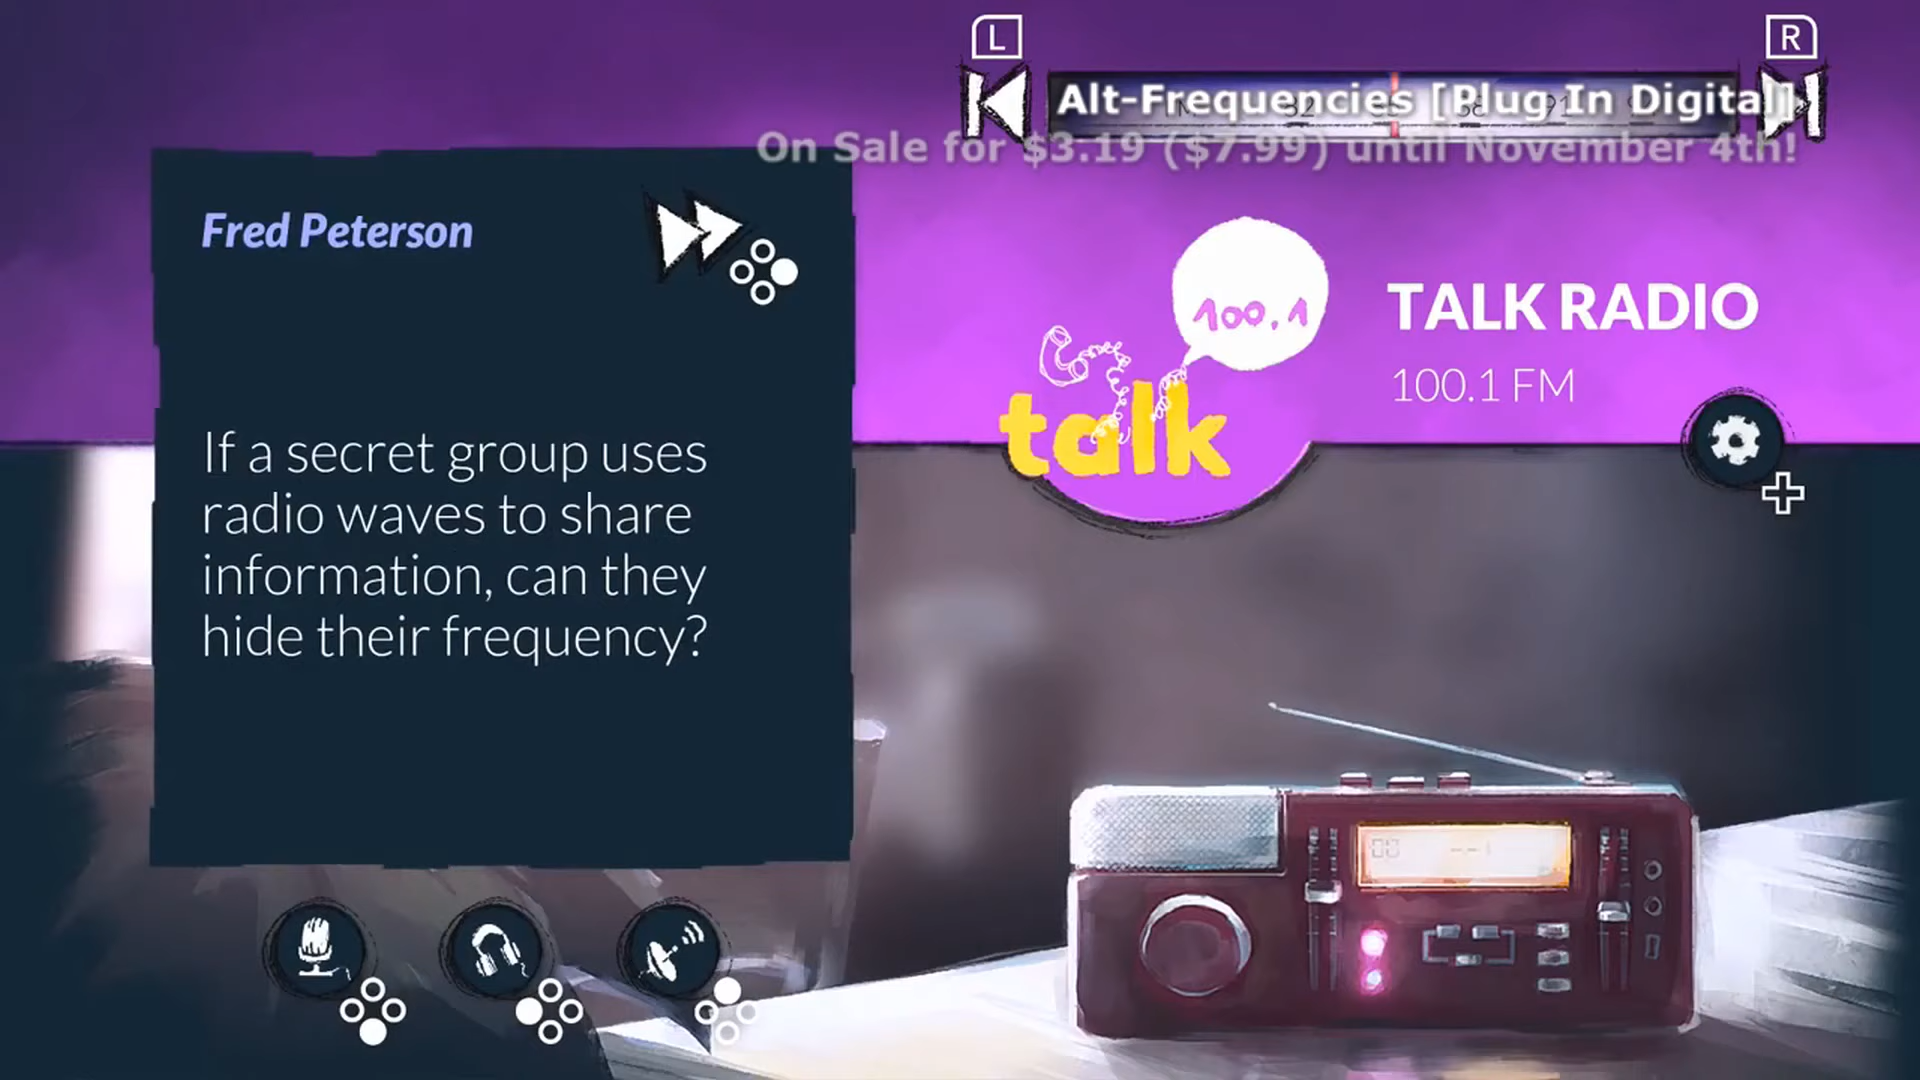 L
R
Alt-Frequencies [Plug In Digital]
On Sale for $3.19 ($7.99) until November 4th!
Fred Peterson
100.1
talk
TALK RADIO
100.1 FM
If a secret group uses
radio waves to share
information, can they
hide their frequency?